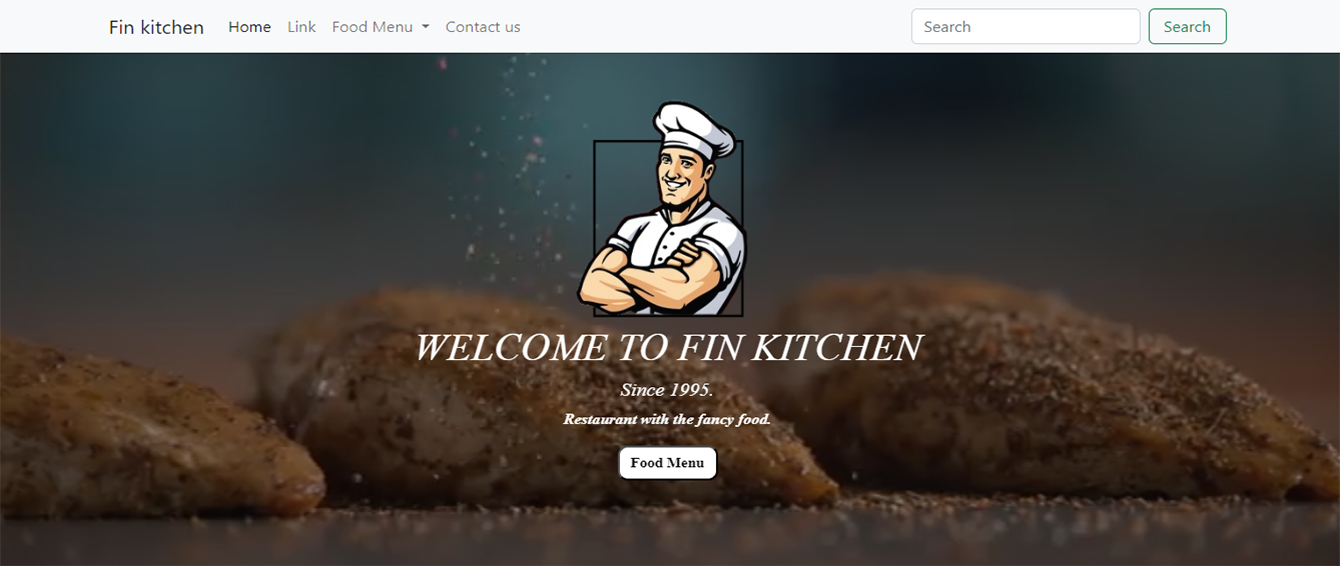 Fin kitchen Home Link Food Menu Contact us Search Search
WELCOME TO FIN KITCHEN
Since 1995.
Restaurant with the fancy food.
Food Menu